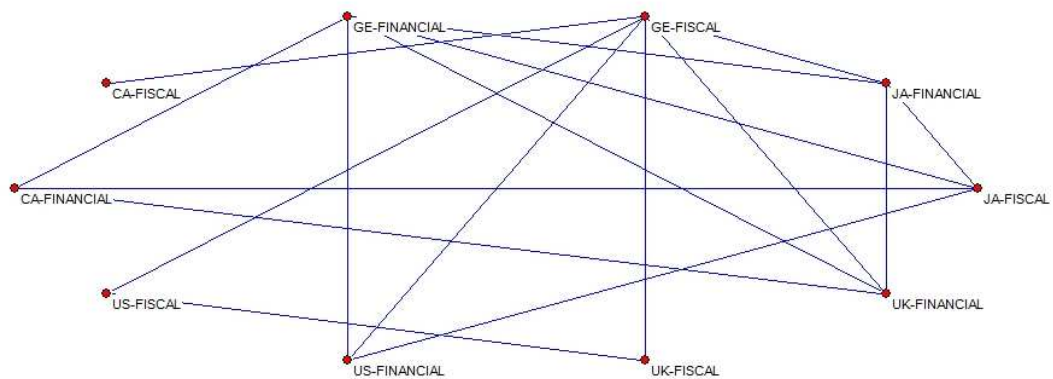 GE-FINANCIAL
GE-FISCAL
CA-FISCAL
JA-FINANCIAL
CA-FINANCIAL
JA-FISCAL
US-FISCAL
UK-FINANCIAL
US-FINANCIAL
UK-FISCAL